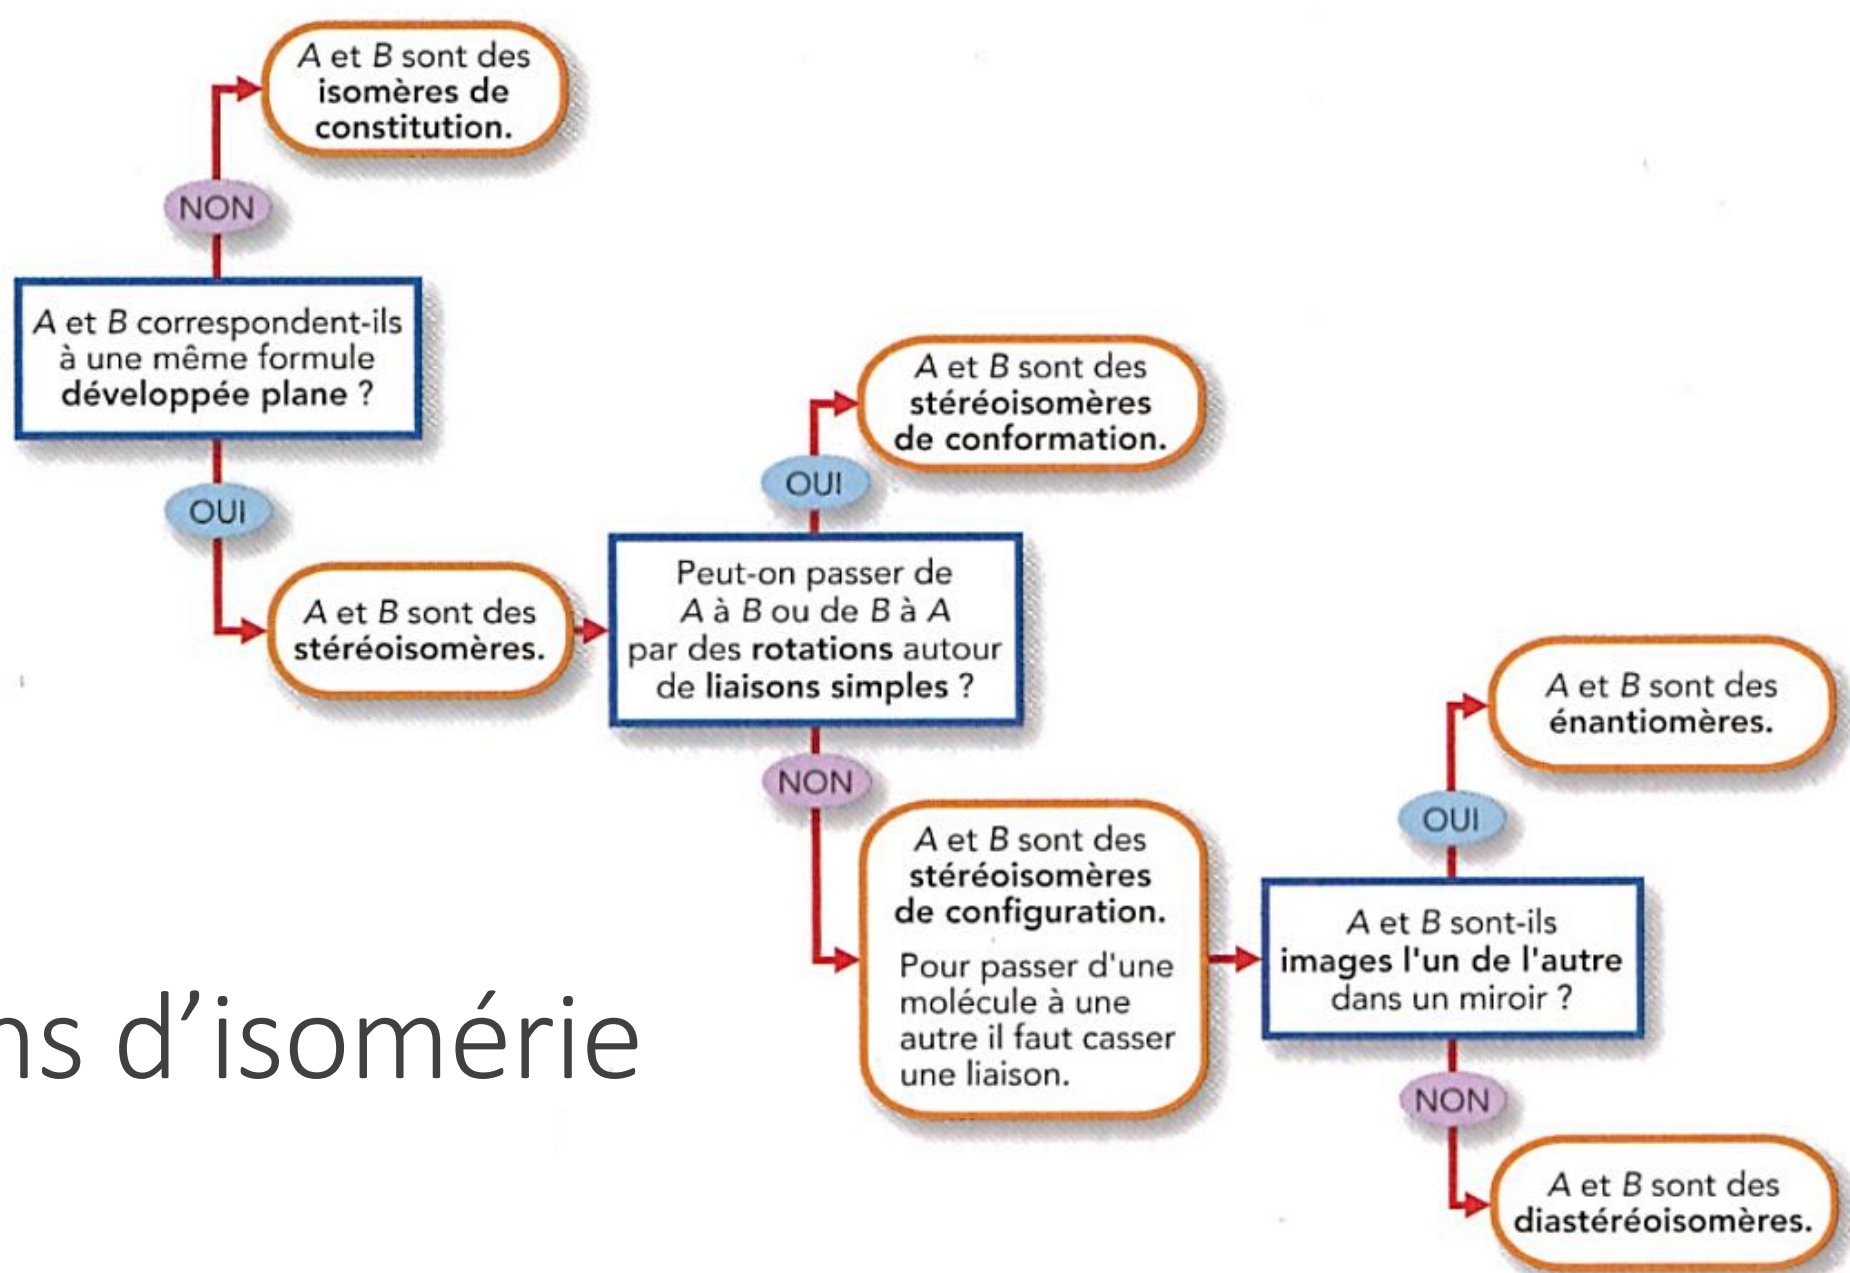 A et B sont des
isomères de
constitution.
NON
A et B correspondent-ils
à une même formule
développée plane ?
OUI
A et B sont des
stéréoisomères.
Peut-on passer de
A à B ou de B à A
par des rotations autour
de liaisons simples ?
OUI
A et B sont des
stéréoisomères
de conformation.
NON
A et B sont des
stéréoisomères
de configuration.
Pour passer d'une
molécule à une
autre il faut casser
une liaison.
A et B sont-ils
images l'un de l'autre
dans un miroir ?
OUI
A et B sont des
énantiomères.
NON
A et B sont des
diastéréoisomères.
ns d’isomérie